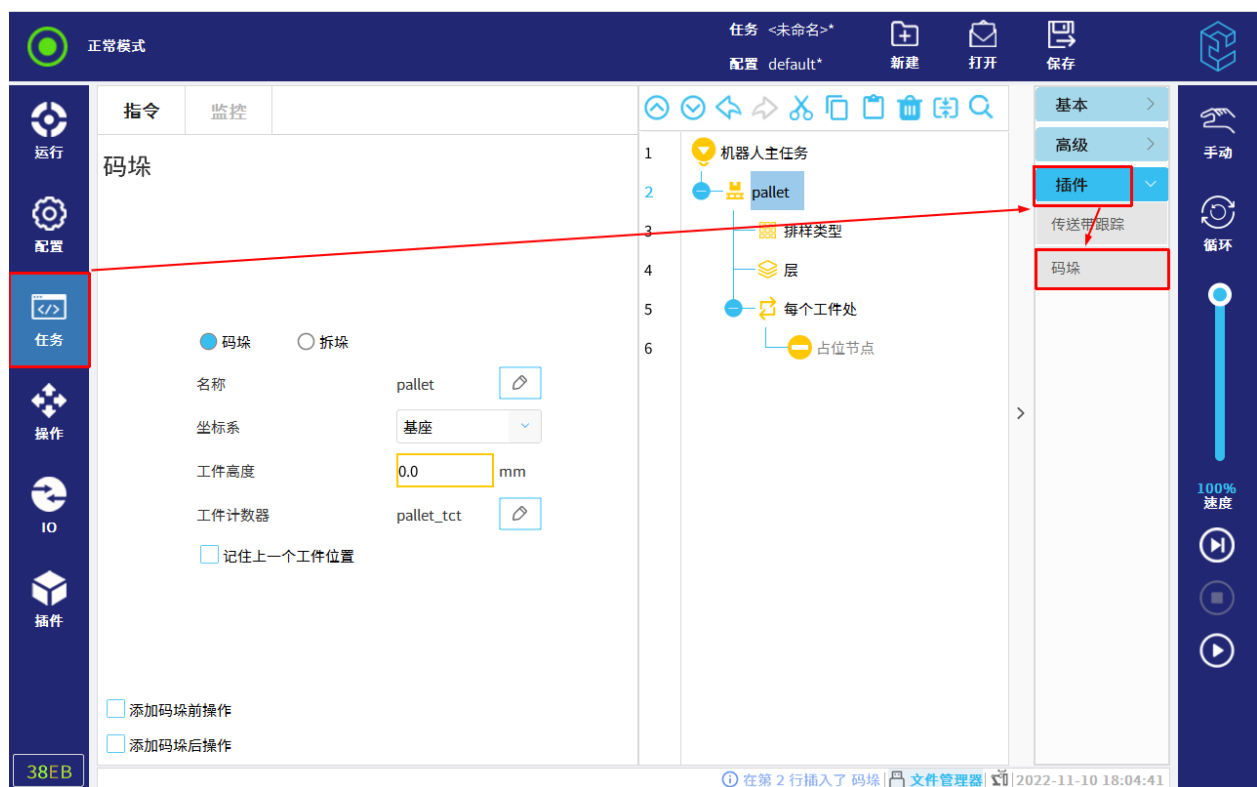 正常模式
任务 <未命名>*
配置 default*
新建
打开
保存
运行
配置
任务
操作
IO
插件
38EB
指令
监控
码垛
码垛
拆垛
名称
pallet
坐标系
基座
工件高度
0.0
mm
工件计数器
pallet_tct
记住上一个工件位置
添加码垛前操作
添加码垛后操作
1 机器人主任务
2 pallet
3 排样类型
4 层
5 每个工件处
6 占位节点
基本
高级
插件
传送带跟踪
码垛
手动
循环
100%
速度
在第 2 行插入了 码垛
文件管理器
2022-11-10 18:04:41